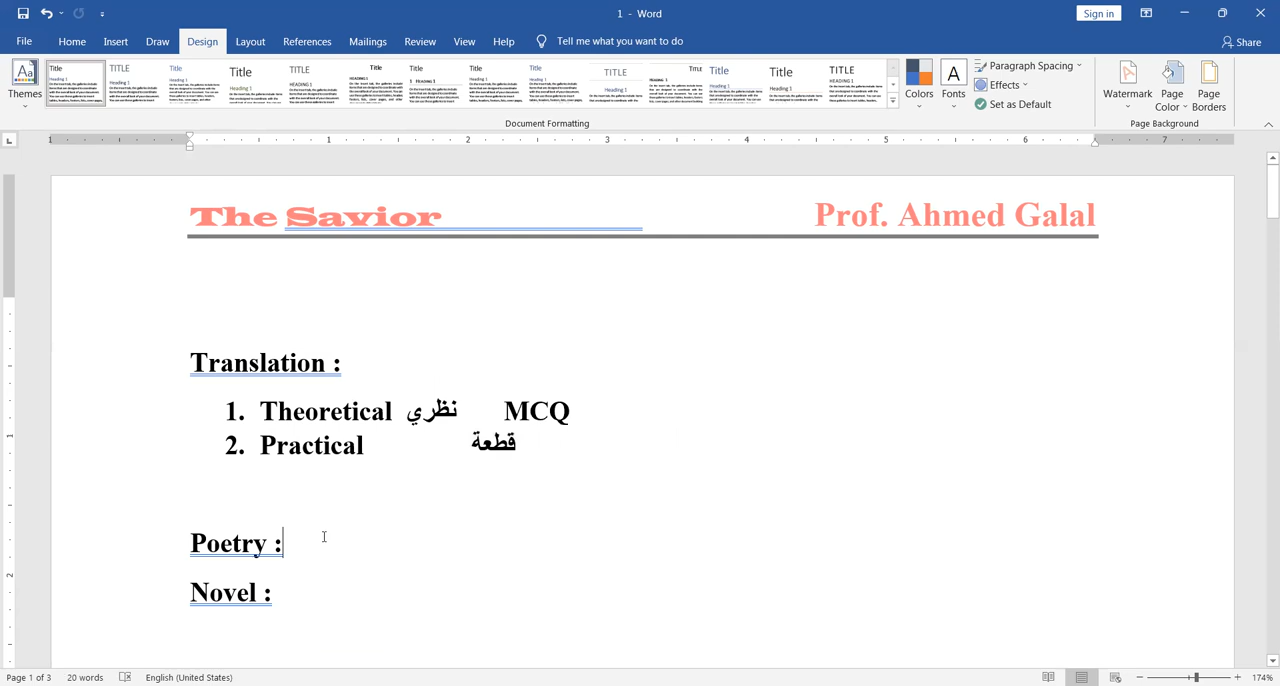 1 - Word
Sign in
File Home Insert Draw Design Layout References Mailings Review View Help Tell me what you want to do
Share
Themes
Colors
Fonts
Paragraph Spacing
Effects
Set as Default
Watermark
Page Color
Page Borders
Document Formatting
Page Background
The Savior Prof. Ahmed Galal
Translation :
1. Theoretical نظري MCQ
2. Practical قطعة
Poetry :
Novel :
Page 1 of 3 20 words English (United States) 174%